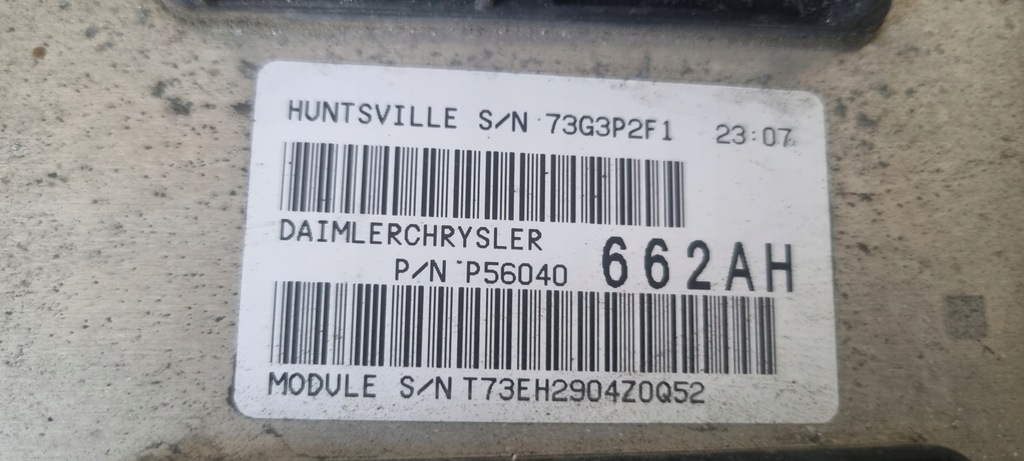 HUNTSVILLE S/N 73G3P2F1 23:07
DAIMLERCHRYSLER
P/N P56040 662AH
MODULE S/N T73EH2904Z0Q52